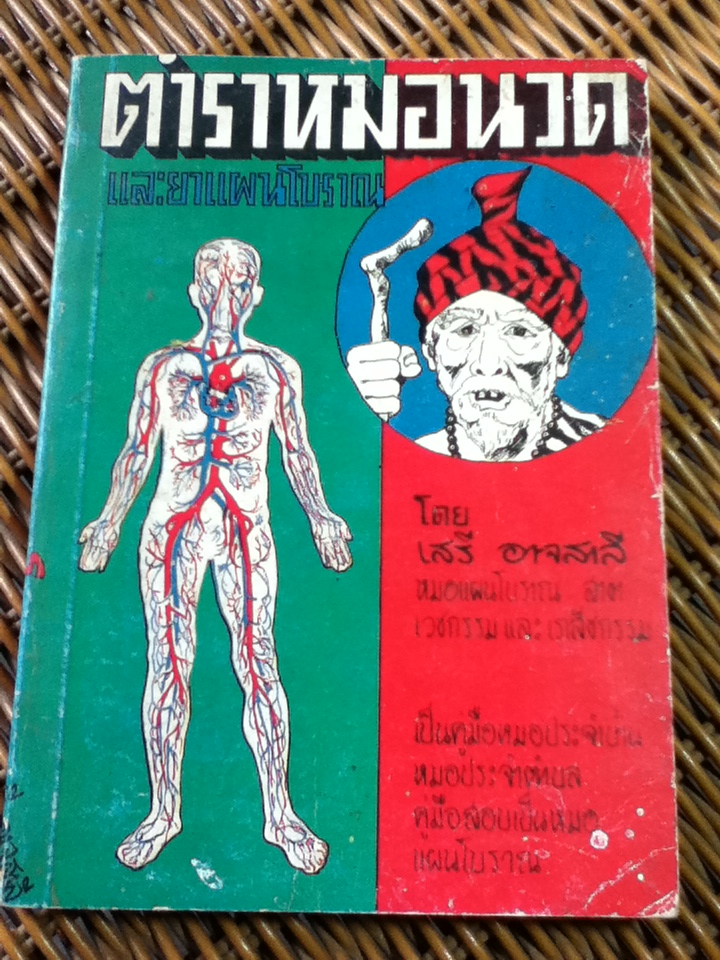 ตำราหมอนวด
และยาแผนโบราณ
โดย
เสรี อาจสาลี
หมอแผนโบราณ สาขา
เวชกรรม และ เภสัชกรรม
เป็นคู่มือหมอประจำบ้าน
หมอประจำตำบล
คู่มือสอบเป็นหมอ
แผนโบราณ